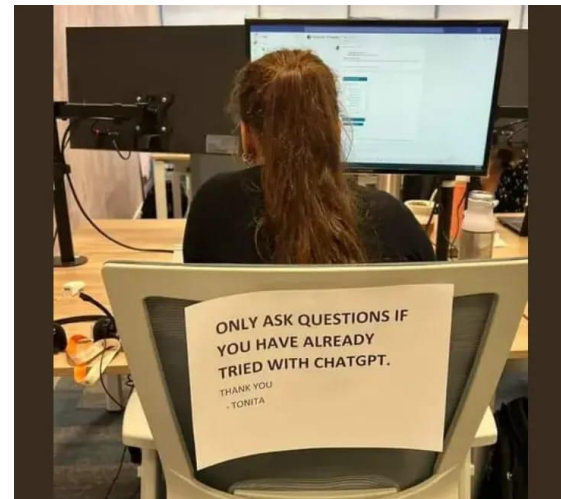 ONLY ASK QUESTIONS IF
YOU HAVE ALREADY
TRIED WITH CHATGPT.
THANK YOU
- TONITA